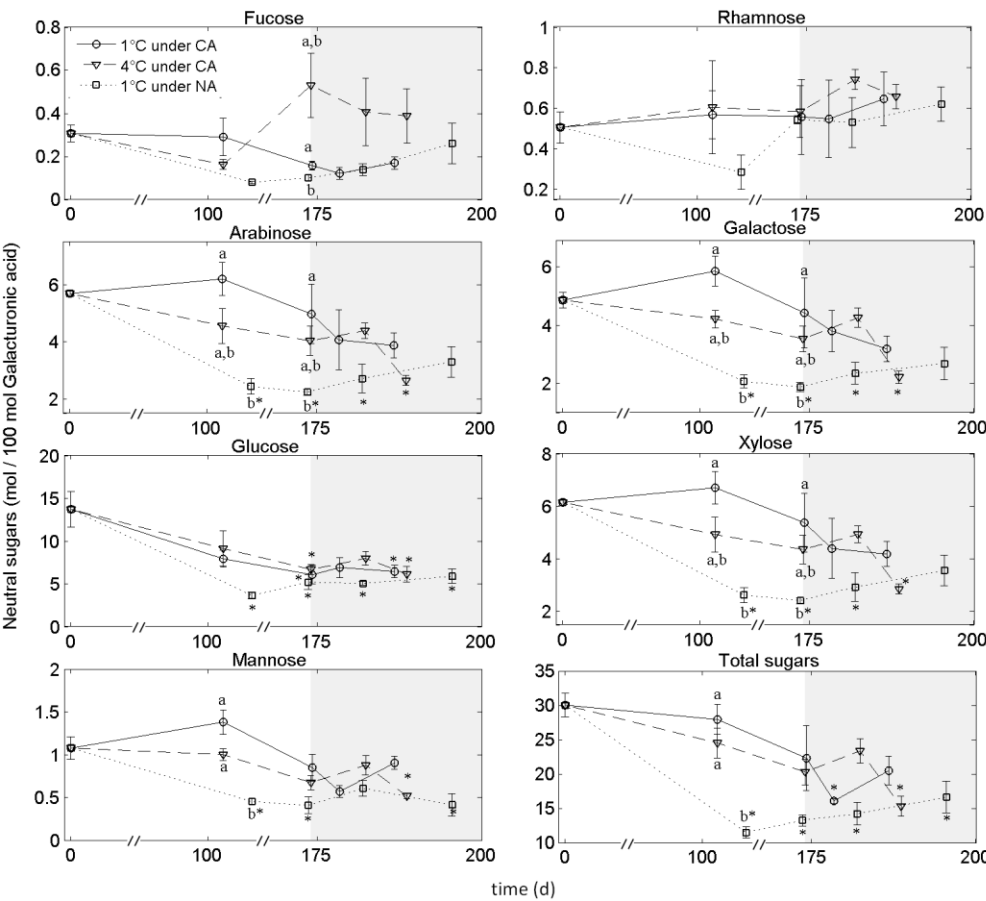 Neutral sugars (mol / 100 mol Galacturonic acid)
Fucose
0.8
0.6
0.4
0.2
0
1°C under CA
4°C under CA
1°C under NA
a,b
a
b
0
//
100
//
175
200
Rhamnose
1
0.8
0.6
0.4
0.2
0
//
100
//
175
200
Arabinose
6
4
2
a
a
a,b
a,b
b*
b*
*
*
0
//
100
//
175
200
Galactose
6
4
2
a
a
a,b
a,b
b*
b*
*
*
0
//
100
//
175
200
Glucose
20
15
10
5
0
*
*
*
*
*
*
*
*
0
//
100
//
175
200
Xylose
8
6
4
2
a
a
a,b
a,b
b*
b*
*
*
0
//
100
//
175
200
Mannose
2
1.5
1
0.5
0
a
a
b*
*
*
*
0
//
100
//
175
200
Total sugars
35
30
25
20
15
10
a
a
b*
*
*
*
*
*
0
//
100
//
175
200
time (d)